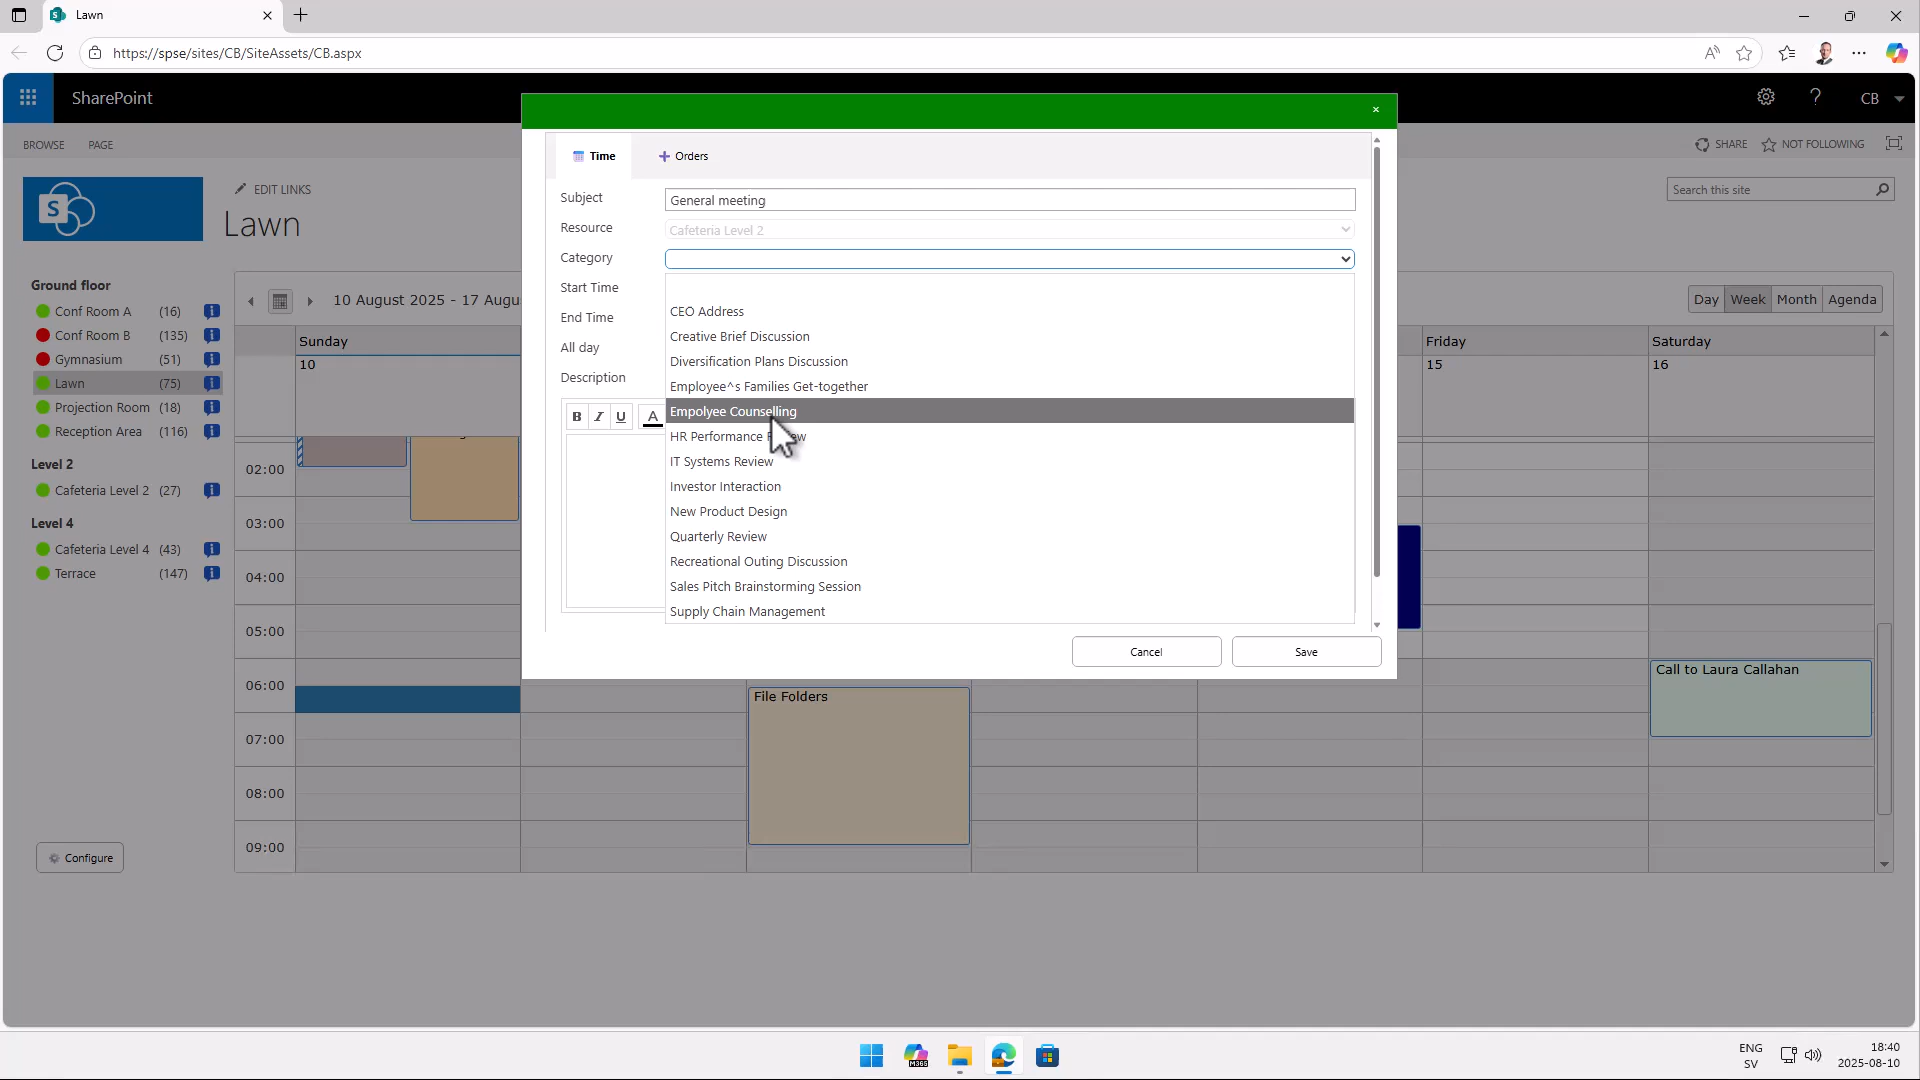 Lawn
https://spse/sites/CB/SiteAssets/CB.aspx
SharePoint
CB
BROWSE
PAGE
SHARE
NOT FOLLOWING
EDIT LINKS
Lawn
Search this site
Ground floor
Conf Room A (16)
Conf Room B (135)
Gymnasium (51)
Lawn (75)
Projection Room (18)
Reception Area (116)
Level 2
Cafeteria Level 2 (27)
Level 4
Cafeteria Level 4 (43)
Terrace (147)
Configure
10 August 2025 - 17 Augu
Day
Week
Month
Agenda
Sunday
Friday
Saturday
10
15
16
02:00
03:00
04:00
05:00
06:00
07:00
08:00
09:00
File Folders
Call to Laura Callahan
Time
Orders
Subject
General meeting
Resource
Cafeteria Level 2
Category
Start Time
End Time
All day
Description
B I U A
CEO Address
Creative Brief Discussion
Diversification Plans Discussion
Employee^s Families Get-together
Empolyee Counselling
HR Performance
IT Systems Review
Investor Interaction
New Product Design
Quarterly Review
Recreational Outing Discussion
Sales Pitch Brainstorming Session
Supply Chain Management
Cancel
Save
M365
ENG
SV
18:40
2025-08-10